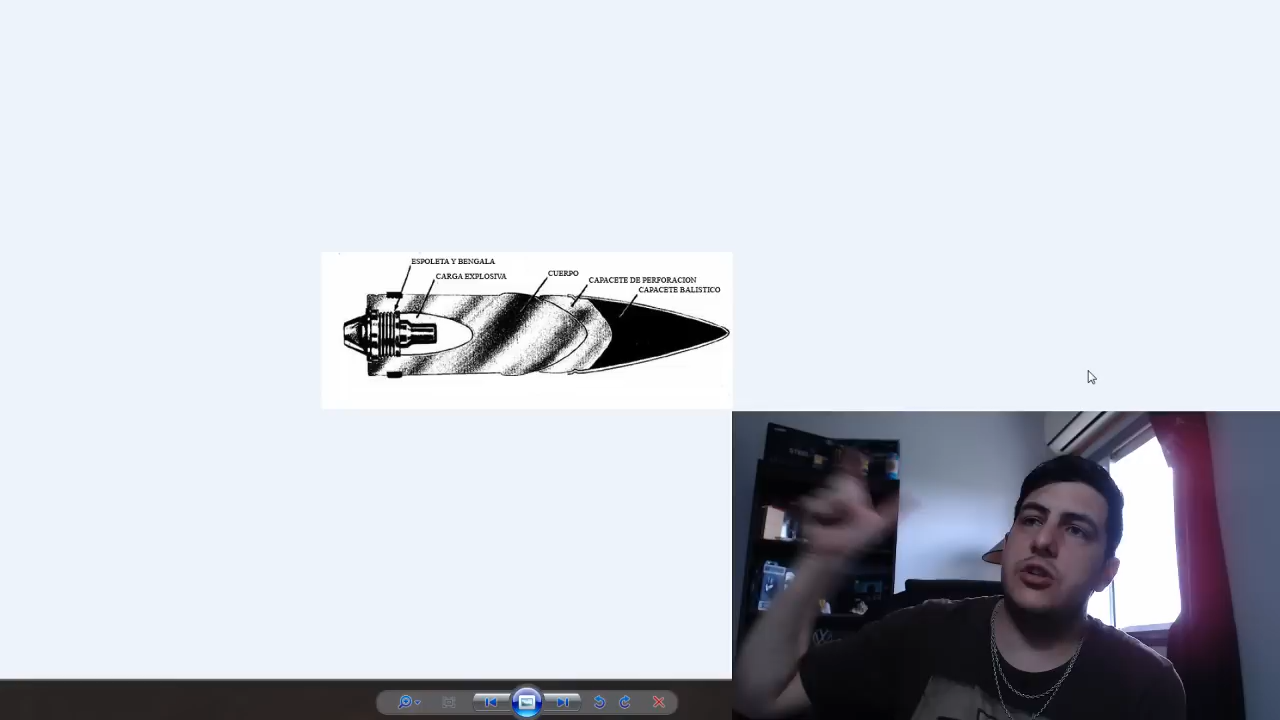 ESPOLETA Y BENGALA
CARGA EXPLOSIVA
CUERPO
CAPACETE DE PERFORACION
CAPACETE BALISTICO